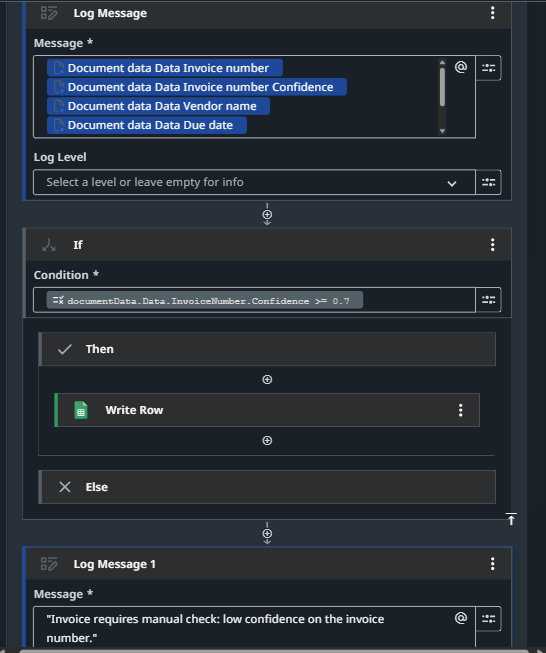 Log Message
Message *
Document data Data Invoice number
Document data Data Invoice number Confidence
Document data Data Vendor name
Document data Data Due date
Log Level
Select a level or leave empty for info
If
Condition *
documentData.Data.InvoiceNumber.Confidence >= 0.7
Then
Write Row
Else
Log Message 1
Message *
"Invoice requires manual check: low confidence on the invoice
number."